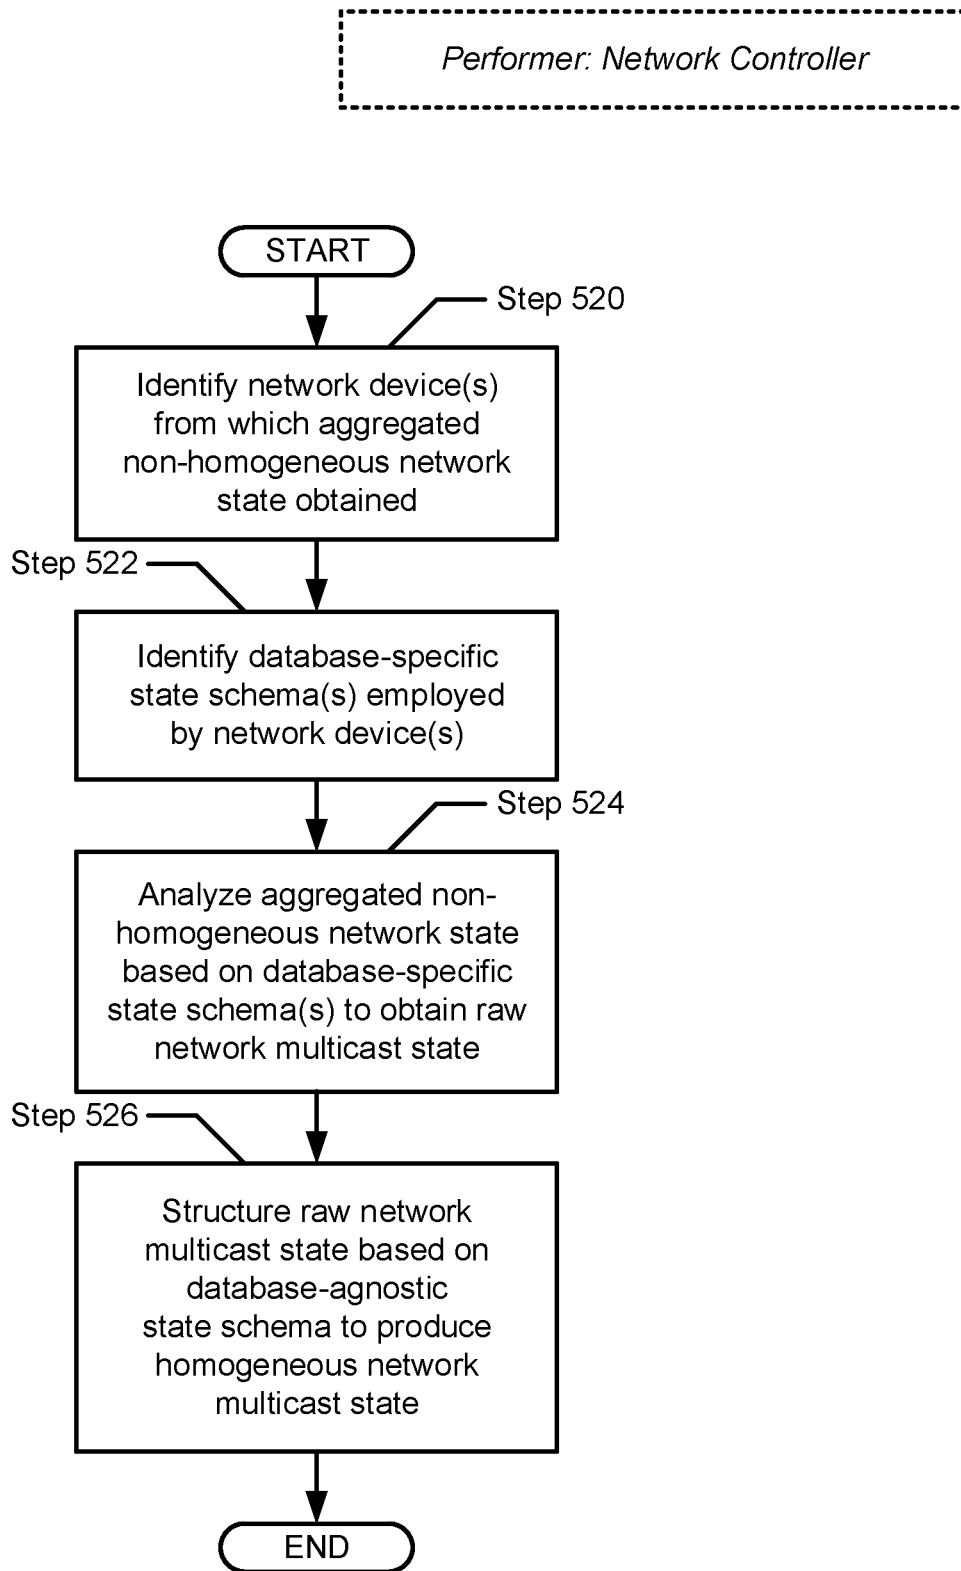 Performer: Network Controller
START
Step 520
Identify network device(s)
from which aggregated
non-homogeneous network
state obtained
Step 522
Identify database-specific
state schema(s) employed
by network device(s)
Step 524
Analyze aggregated non-
homogeneous network state
based on database-specific
state schema(s) to obtain raw
network multicast state
Step 526
Structure raw network
multicast state based on
database-agnostic
state schema to produce
homogeneous network
multicast state
END